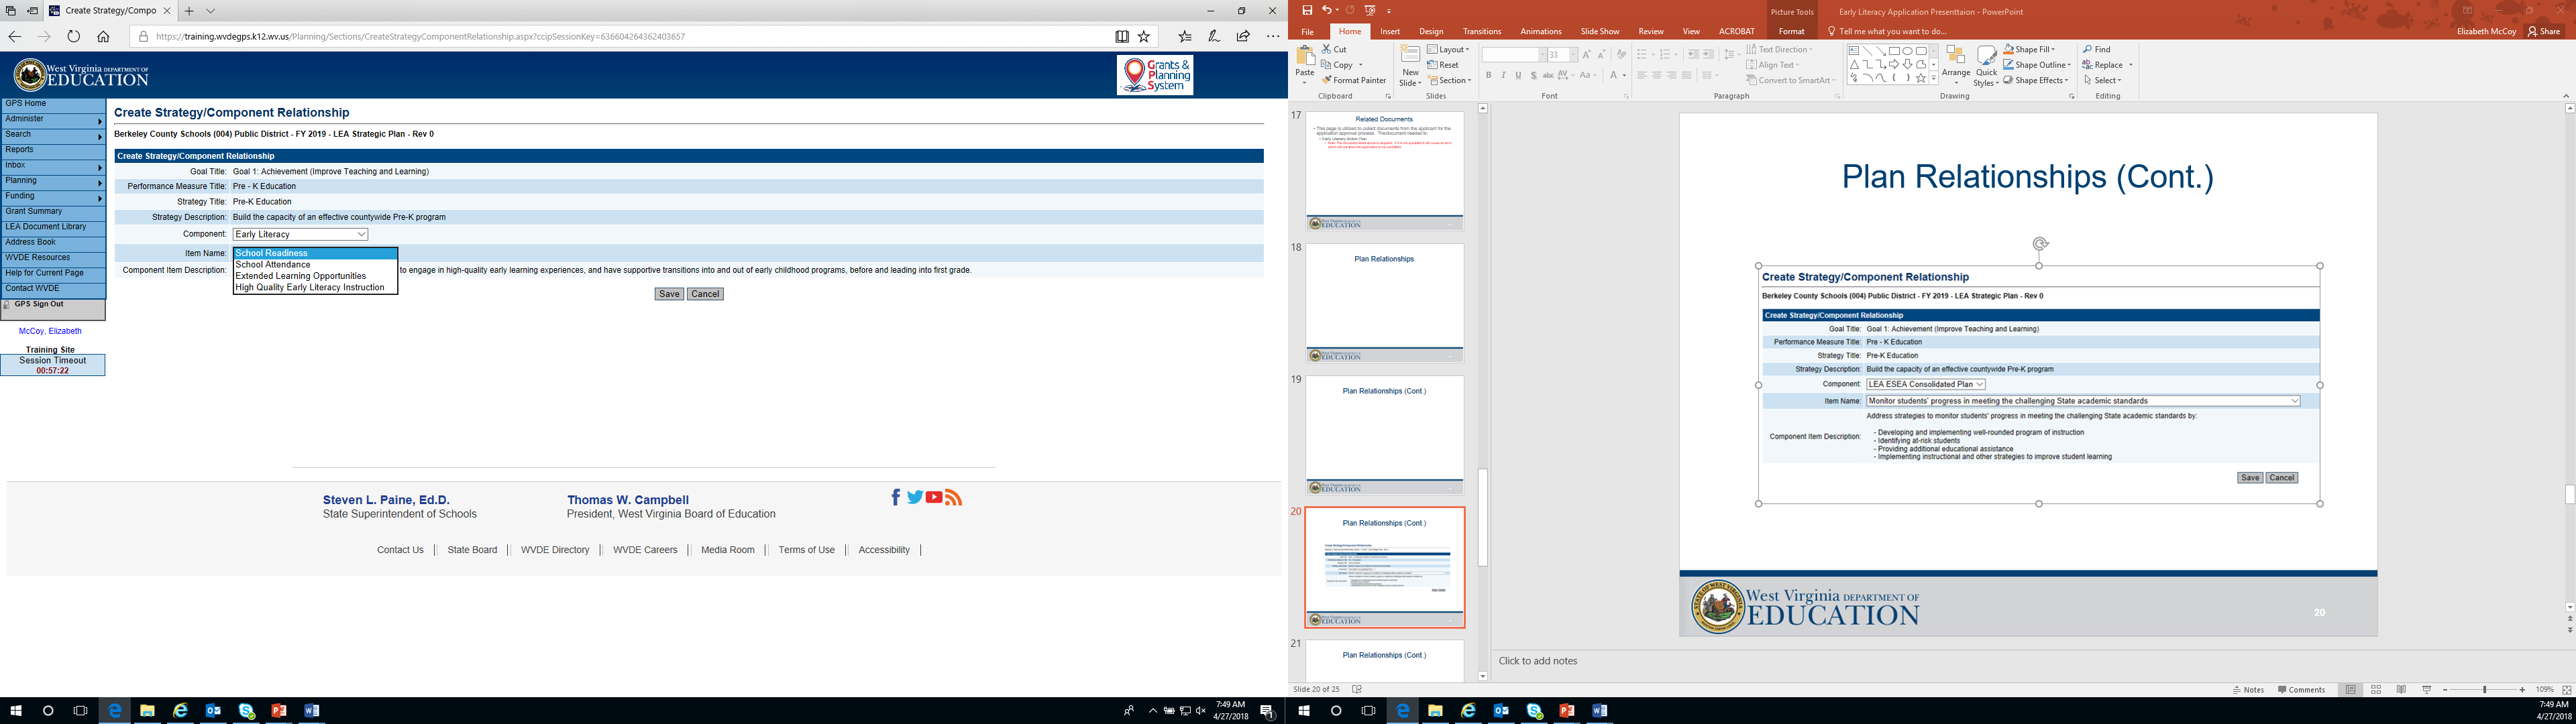 Create Strategy/Compo
https://training.wvdegps.k12.wv.us/Planning/Sections/CreateStrategyComponentRelationship.aspx?ccipSessionKey=636604264362403657
West Virginia DEPARTMENT OF
EDUCATION
Grants &
Planning
System
GPS Home
Administer
Search
Reports
Inbox
Planning
Funding
Grant Summary
LEA Document Library
Address Book
WVDE Resources
Help for Current Page
Contact WVDE
GPS Sign Out
McCoy, Elizabeth
Training Site
Session Timeout
00:57:22
Create Strategy/Component Relationship
Berkeley County Schools (004) Public District - FY 2019 - LEA Strategic Plan - Rev 0
Create Strategy/Component Relationship
Goal Title: Goal 1: Achievement (Improve Teaching and Learning)
Performance Measure Title: Pre - K Education
Strategy Title: Pre-K Education
Strategy Description: Build the capacity of an effective countywide Pre-K program
Component: Early Literacy
Item Name: School Readiness
School Attendance
Extended Learning Opportunities
High Quality Early Literacy Instruction
Component Item Description: to engage in high-quality early learning experiences, and have supportive transitions into and out of early childhood programs, before and leading into first grade.
Save Cancel
Steven L. Paine, Ed.D.
State Superintendent of Schools
Thomas W. Campbell
President, West Virginia Board of Education
Contact Us | State Board | WVDE Directory | WVDE Careers | Media Room | Terms of Use | Accessibility |
7:49 AM
4/27/2018
Picture Tools
Early Literacy Application Presenttaion - PowerPoint
File Home Insert Design Transitions Animations Slide Show Review View ACROBAT Format Tell me what you want to do...
Elizabeth McCoy Share
Paste
Cut
Copy
Format Painter
Clipboard
New
Slide
Layout
Reset
Section
Slides
33
B I U S abc AV Aa A
Font
Text Direction
Align Text
Convert to SmartArt
Paragraph
Arrange
Quick
Styles
Shape Fill
Shape Outline
Shape Effects
Drawing
Find
Replace
Select
Editing
17
Related Documents
Early Literacy Action Plan
West Virginia DEPARTMENT OF
EDUCATION
18
Plan Relationships
EDUCATION
19
Plan Relationships (Cont.)
EDUCATION
20
Plan Relationships (Cont.)
EDUCATION
21
Plan Relationships (Cont.)
Plan Relationships (Cont.)
Create Strategy/Component Relationship
Berkeley County Schools (004) Public District - FY 2019 - LEA Strategic Plan - Rev 0
Create Strategy/Component Relationship
Goal Title: Goal 1: Achievement (Improve Teaching and Learning)
Performance Measure Title: Pre - K Education
Strategy Title: Pre-K Education
Strategy Description: Build the capacity of an effective countywide Pre-K program
Component: LEA ESEA Consolidated Plan
Item Name: Monitor students' progress in meeting the challenging State academic standards
Address strategies to monitor students' progress in meeting the challenging State academic standards by:
Component Item Description:
- Developing and implementing well-rounded program of instruction
- Identifying at-risk students
- Providing additional educational assistance
- Implementing instructional and other strategies to improve student learning
Save Cancel
West Virginia DEPARTMENT OF
EDUCATION
20
Click to add notes
Slide 20 of 25
Notes Comments 109%
7:49 AM
4/27/2018